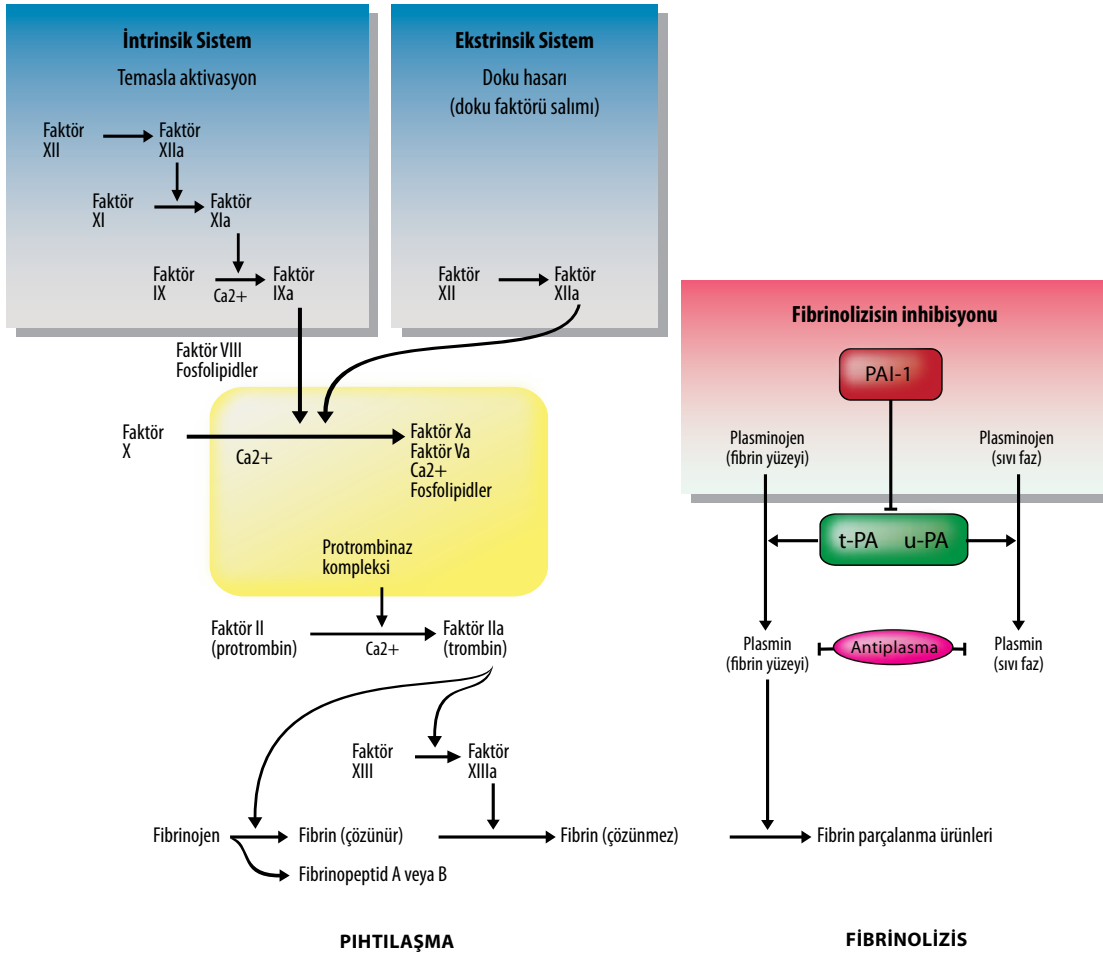 İntrinsik Sistem
Temasla aktivasyon
Faktör
XII
Faktör
XIIa
Faktör
XI
Faktör
XIa
Faktör
IX
Ca2+
Faktör
IXa
Ekstrinsik Sistem
Doku hasarı
(doku faktörü salımı)
Faktör
XII
Faktör
XIIa
Faktör VIII
Fosfolipidler
Faktör
X
Ca2+
Faktör Xa
Faktör Va
Ca2+
Fosfolipidler
Protrombinaz
kompleksi
Faktör II
(protrombin)
Ca2+
Faktör IIa
(trombin)
Faktör
XIII
Faktör
XIIIa
Fibrinojen
Fibrin (çözünür)
Fibrin (çözünmez)
Fibrinopeptid A veya B
PIHTILAŞMA
Fibrinolizisin inhibisyonu
PAI-1
Plasminojen
(fibrin yüzeyi)
Plasminojen
(sıvı faz)
t-PA u-PA
Plasmin
(fibrin yüzeyi)
Antiplasma
Plasmin
(sıvı faz)
Fibrin parçalanma ürünleri
FİBRİNOLİZİS